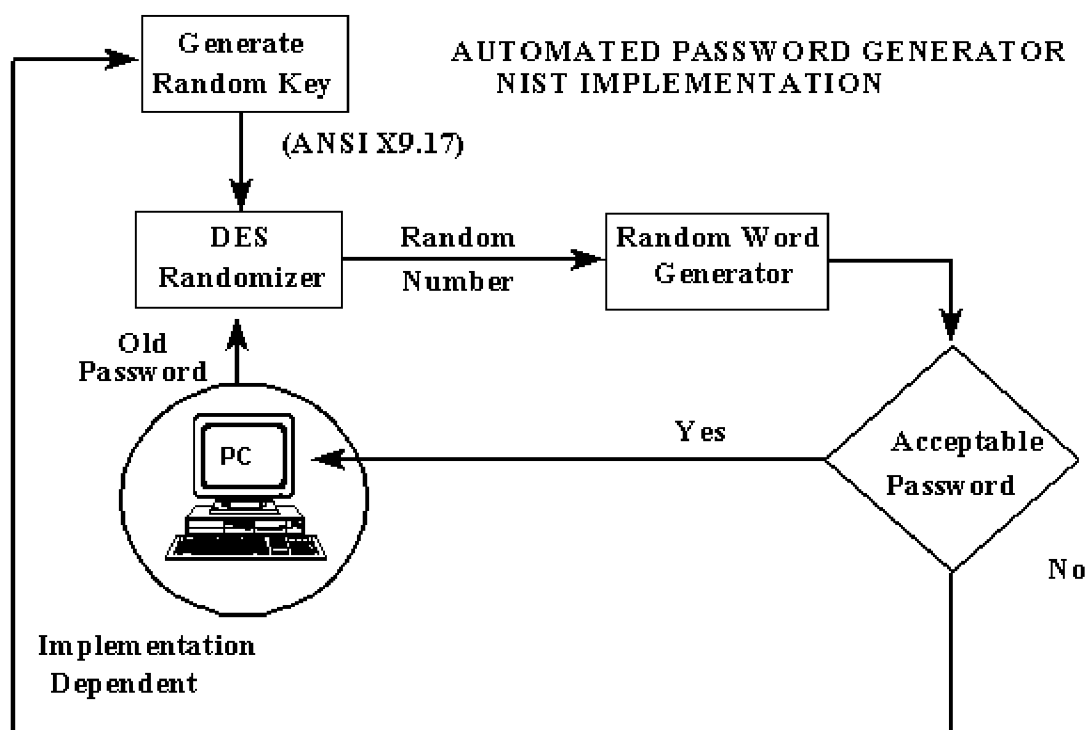 Generate
Random Key
AUTOMATED PASSWORD GENERATOR
NIST IMPLEMENTATION
(ANSI X9.17)
DES
Randomizer
Random
Number
Random Word
Generator
Old
Password
PC
Yes
Acceptable
Password
No
Implementation
Dependent